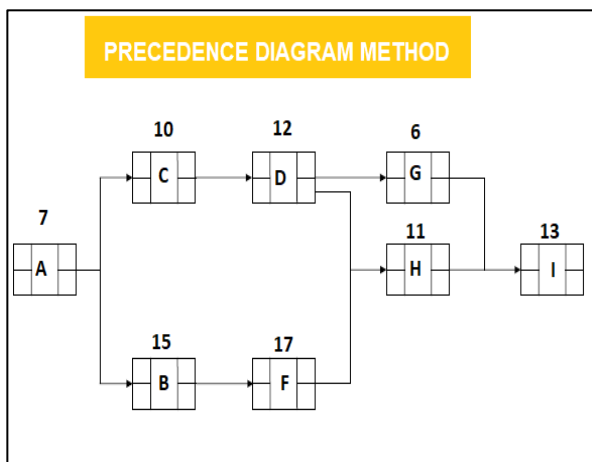 PRECEDENCE DIAGRAM METHOD
10 12 6
C D G
7 11 13
A H I
15 17
B F